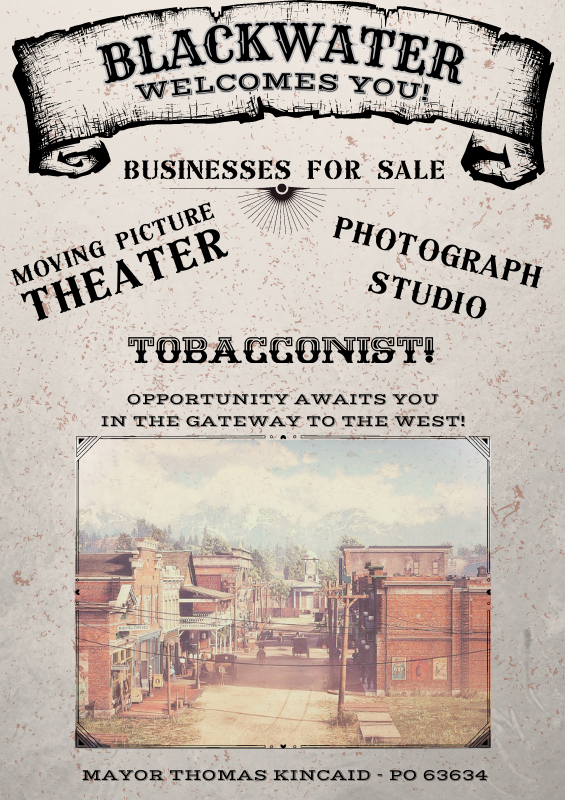 BLACKWATER
WELCOMES YOU!
BUSINESSES FOR SALE
MOVING PICTURE
THEATER
PHOTOGRAPH
STUDIO
TOBACCONIST!
OPPORTUNITY AWAITS YOU
IN THE GATEWAY TO THE WEST!
MAYOR THOMAS KINCAID - PO 63634